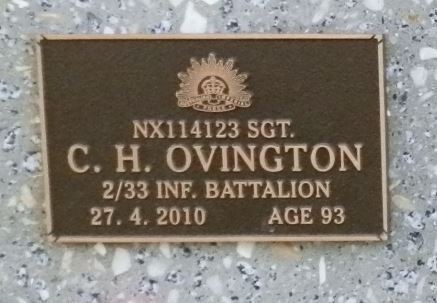 NX114123 SGT.
C. H. OVINGTON
2/33 INF. BATTALION
27. 4. 2010 AGE 93